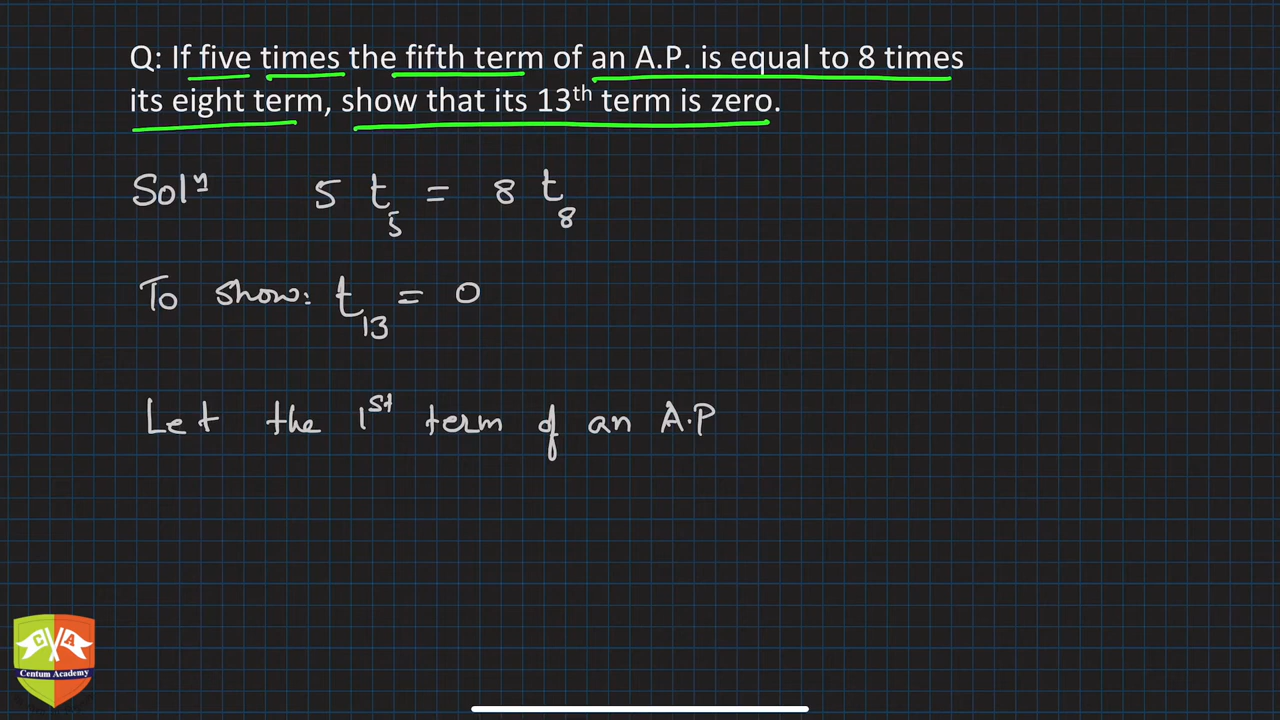 Q: If five times the fifth term of an A.P. is equal to 8 times
its eight term, show that its 13th term is zero.
Solⁿ 5 t₅ = 8 t₈
To show: t₁₃ = 0
Let the 1st term of an A.P
C A
Centum Academy